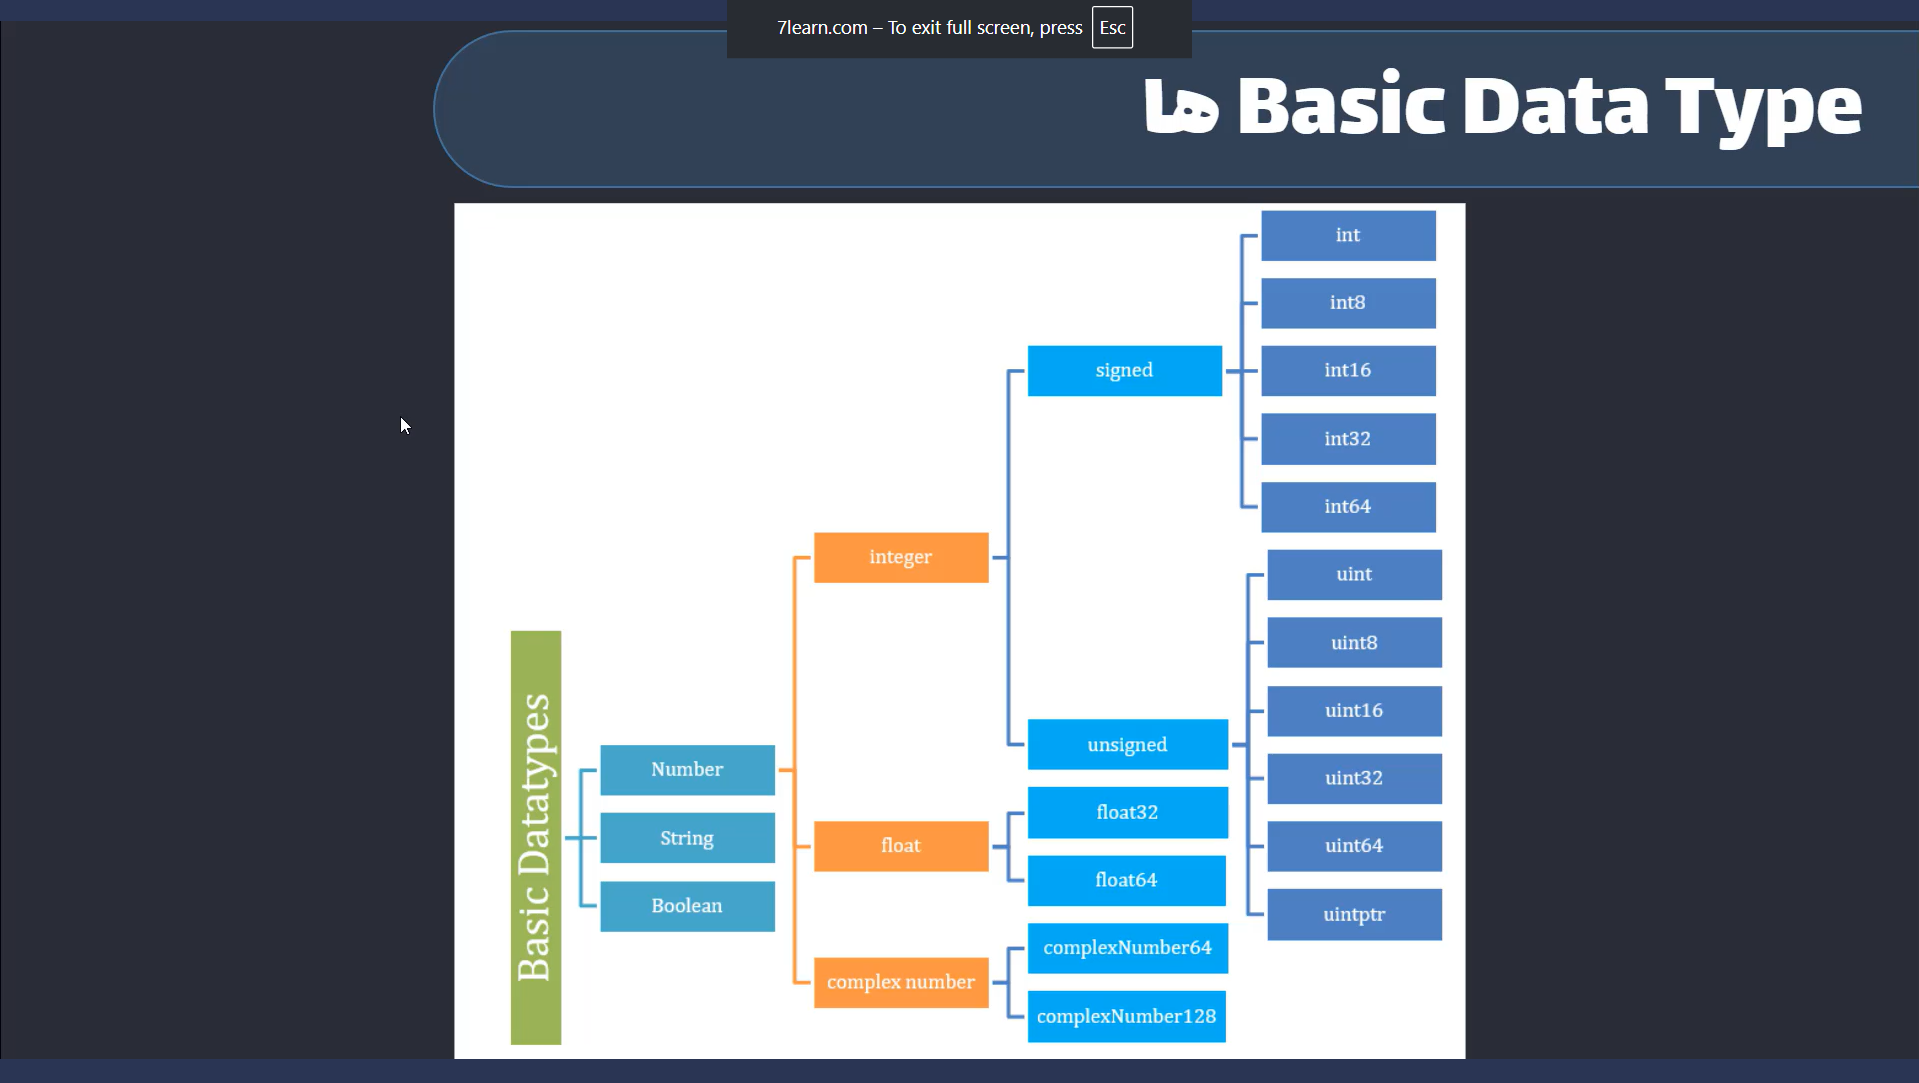 7learn.com – To exit full screen, press Esc
Basic Data Type ها
int
int8
signed
int16
int32
int64
integer
uint
uint8
uint16
unsigned
uint32
Basic Datatypes
Number
float32
String
float
uint64
float64
Boolean
uintptr
complexNumber64
complex number
complexNumber128